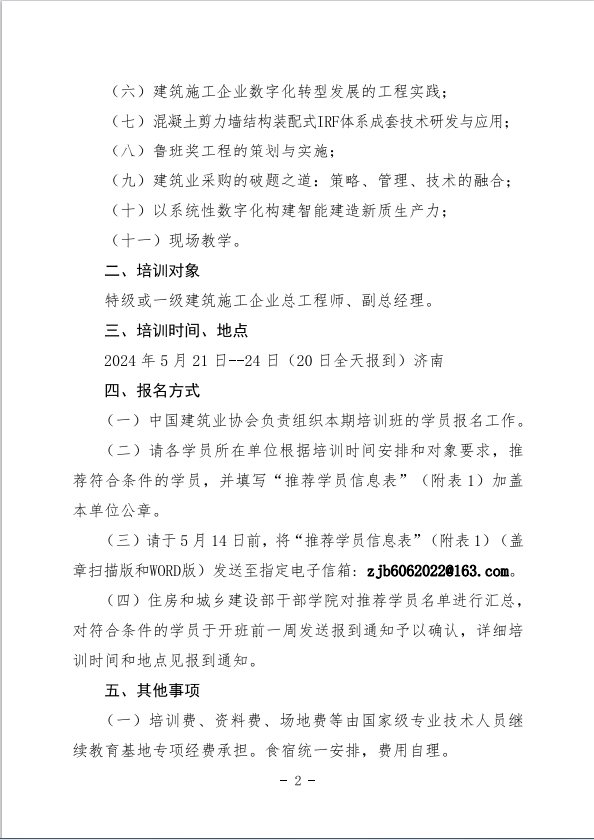 （六）建筑施工企业数字化转型发展的工程实践；
（七）混凝土剪力墙结构装配式IRF体系成套技术研发与应用；
（八）鲁班奖工程的策划与实施；
（九）建筑业采购的破题之道：策略、管理、技术的融合；
（十）以系统性数字化构建智能建造新质生产力；
（十一）现场教学。
二、培训对象
特级或一级建筑施工企业总工程师、副总经理。
三、培训时间、地点
2024 年 5 月 21 日--24 日（20 日全天报到）济南
四、报名方式
（一）中国建筑业协会负责组织本期培训班的学员报名工作。
（二）请各学员所在单位根据培训时间安排和对象要求，推
荐符合条件的学员，并填写“推荐学员信息表”（附表 1）加盖
本单位公章。
（三）请于 5 月 14 日前，将“推荐学员信息表”（附表 1）（盖
章扫描版和WORD版）发送至指定电子信箱：zjb6062022@163.com。
（四）住房和城乡建设部干部学院对推荐学员名单进行汇总，
对符合条件的学员于开班前一周发送报到通知予以确认，详细培
训时间和地点见报到通知。
五、其他事项
（一）培训费、资料费、场地费等由国家级专业技术人员继
续教育基地专项经费承担。食宿统一安排，费用自理。
－ 2 －